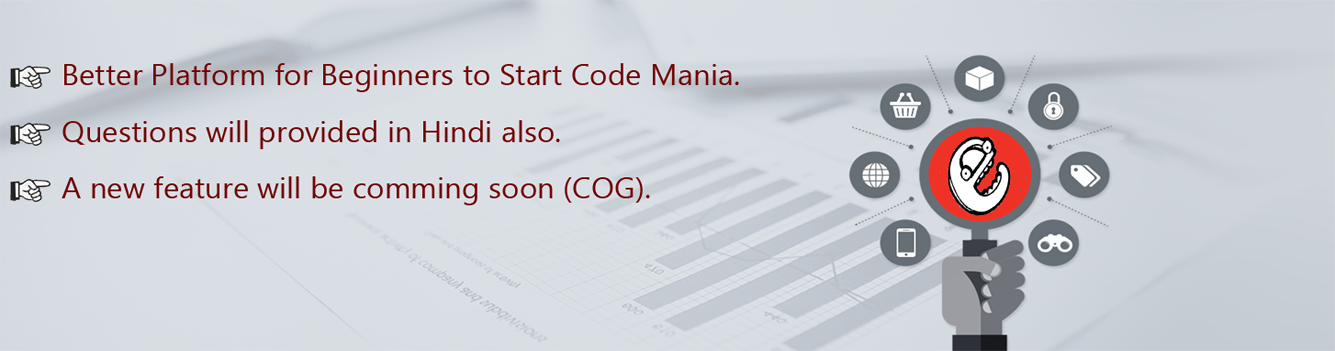 Better Platform for Beginners to Start Code Mania.
Questions will provided in Hindi also.
A new feature will be comming soon (COG).